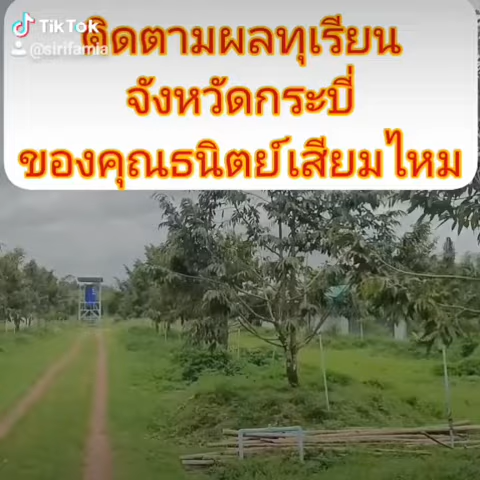 TikTok
@sirifamia
ติดตามผลทุเรียน
จังหวัดกระบี่
ของคุณธนิตย์เสียมไหม